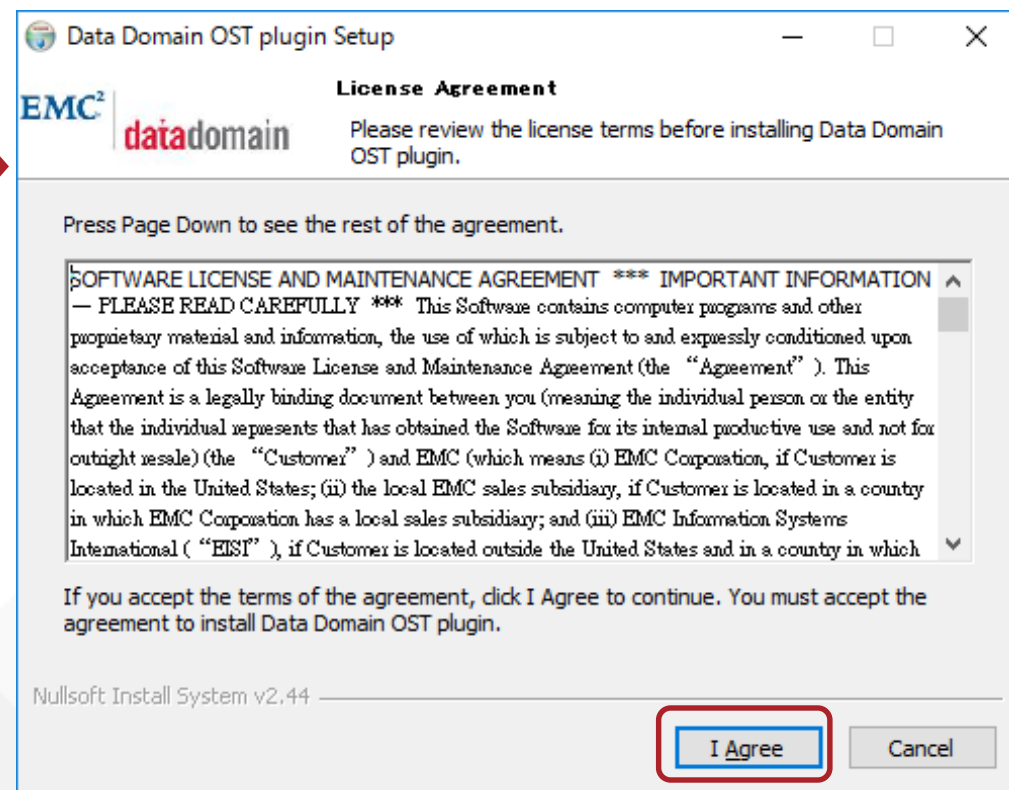 Data Domain OST plugin Setup
EMC²
datadomain
License Agreement
Please review the license terms before installing Data Domain
OST plugin.
Press Page Down to see the rest of the agreement.
SOFTWARE LICENSE AND MAINTENANCE AGREEMENT *** IMPORTANT INFORMATION
— PLEASE READ CAREFULLY *** This Software contains computer programs and other
proprietary material and information, the use of which is subject to and expressly conditioned upon
acceptance of this Software License and Maintenance Agreement (the “Agreement”). This
Agreement is a legally binding document between you (meaning the individual person or the entity
that the individual represents that has obtained the Software for its internal productive use and not for
outright resale) (the “Customer”) and EMC (which means (i) EMC Corporation, if Customer is
located in the United States; (ii) the local EMC sales subsidiary, if Customer is located in a country
in which EMC Corporation has a local sales subsidiary; and (iii) EMC Information Systems
International (“EISI”), if Customer is located outside the United States and in a country in which
If you accept the terms of the agreement, click I Agree to continue. You must accept the
agreement to install Data Domain OST plugin.
Nullsoft Install System v2.44
I Agree
Cancel